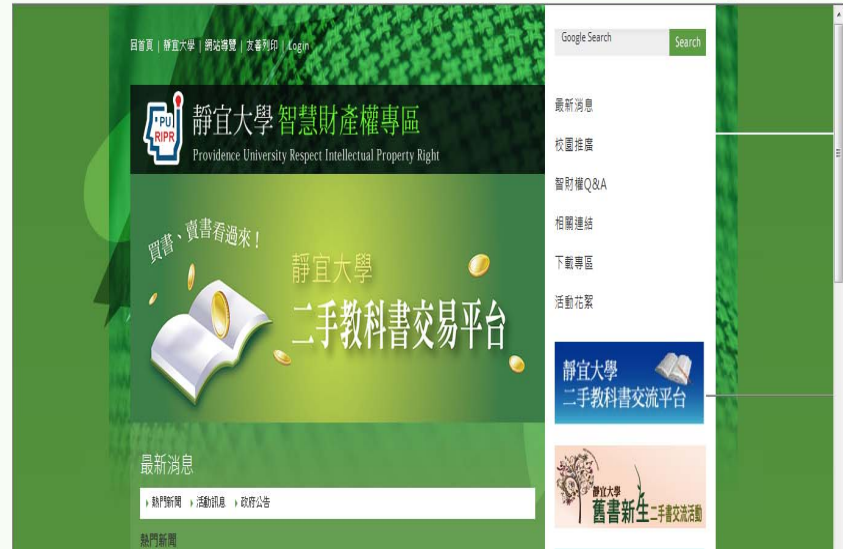 回首頁 | 靜宜大學 | 網站導覽 | 友善列印 | Login
PU
RIPR
靜宜大學 智慧財產權專區
Providence University Respect Intellectual Property Right
買書、賣書看過來！
靜宜大學
二手教科書交易平台
最新消息
熱門新聞 活動訊息 政府公告
熱門新聞
Google Search
Search
最新消息
校園推廣
智財權Q&A
相關連結
下載專區
活動花絮
靜宜大學
二手教科書交流平台
靜宜大學
舊書新生二手書交流活動